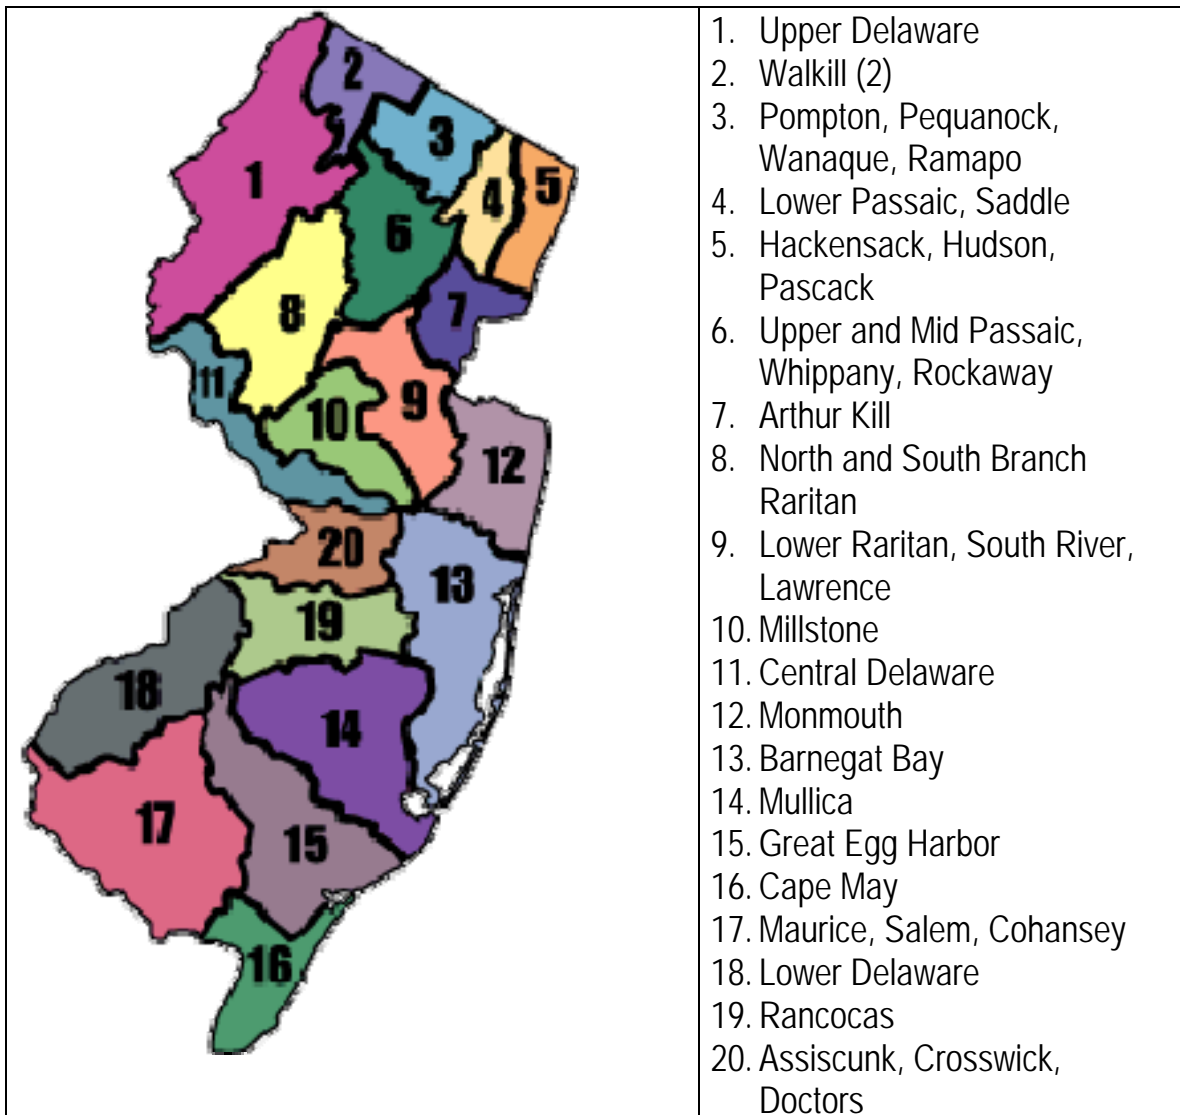 2
3
1
4
5
6
8
7
11
10
9
12
20
13
19
18
14
17
15
16
1. Upper Delaware
2. Walkill (2)
3. Pompton, Pequanock,
Wanaque, Ramapo
4. Lower Passaic, Saddle
5. Hackensack, Hudson,
Pascack
6. Upper and Mid Passaic,
Whippany, Rockaway
7. Arthur Kill
8. North and South Branch
Raritan
9. Lower Raritan, South River,
Lawrence
10. Millstone
11. Central Delaware
12. Monmouth
13. Barnegat Bay
14. Mullica
15. Great Egg Harbor
16. Cape May
17. Maurice, Salem, Cohansey
18. Lower Delaware
19. Rancocas
20. Assiscunk, Crosswick,
Doctors